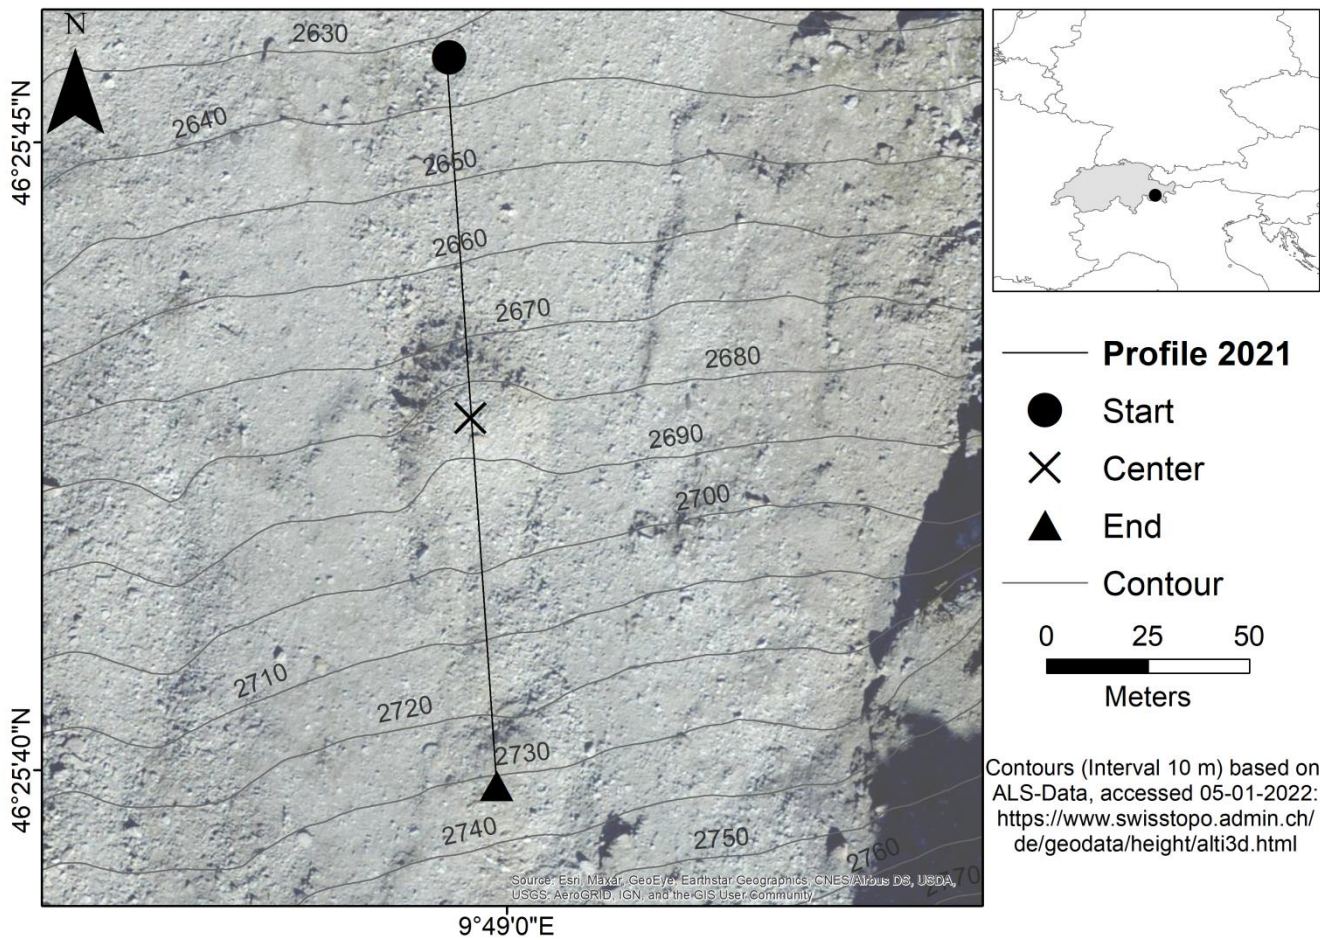 N
2630
2640
2650
2660
2670
2680
2690
2700
2710
2720
2730
2740
2750
2760
46°25'45"N
46°25'40"N
9°49'0"E
Source: Esri, Maxar, GeoEye, Earthstar Geographics, CNES/Airbus DS, USDA,
USGS, AeroGRID, IGN, and the GIS User Community
Profile 2021
Start
Center
End
Contour
0 25 50
Meters
Contours (Interval 10 m) based on
ALS-Data, accessed 05-01-2022:
https://www.swisstopo.admin.ch/
de/geodata/height/alti3d.html